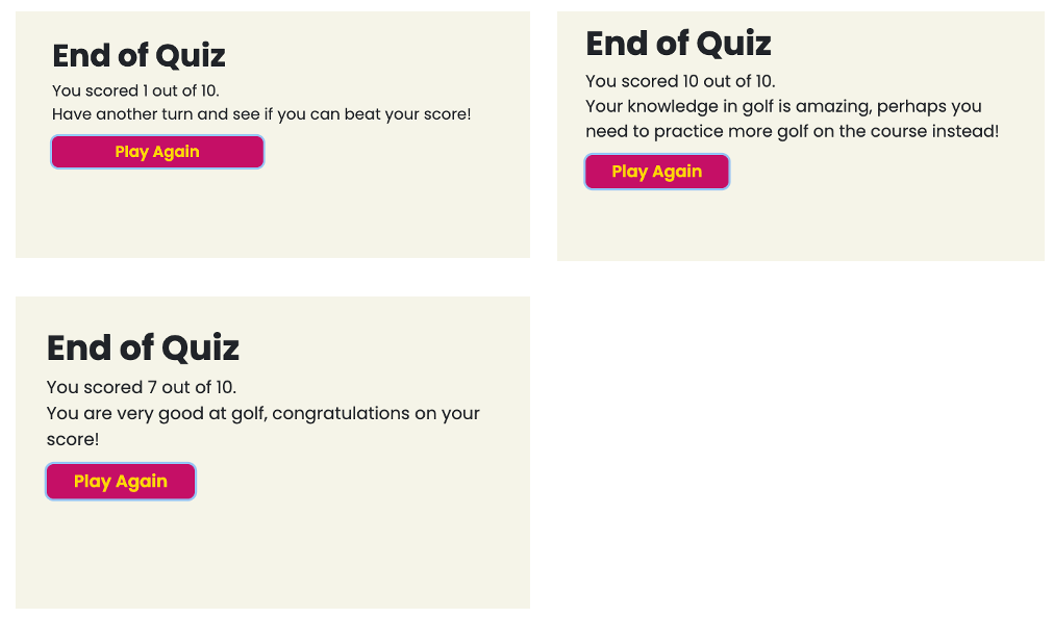 End of Quiz
You scored 1 out of 10.
Have another turn and see if you can beat your score!
Play Again
End of Quiz
You scored 10 out of 10.
Your knowledge in golf is amazing, perhaps you
need to practice more golf on the course instead!
Play Again
End of Quiz
You scored 7 out of 10.
You are very good at golf, congratulations on your
score!
Play Again